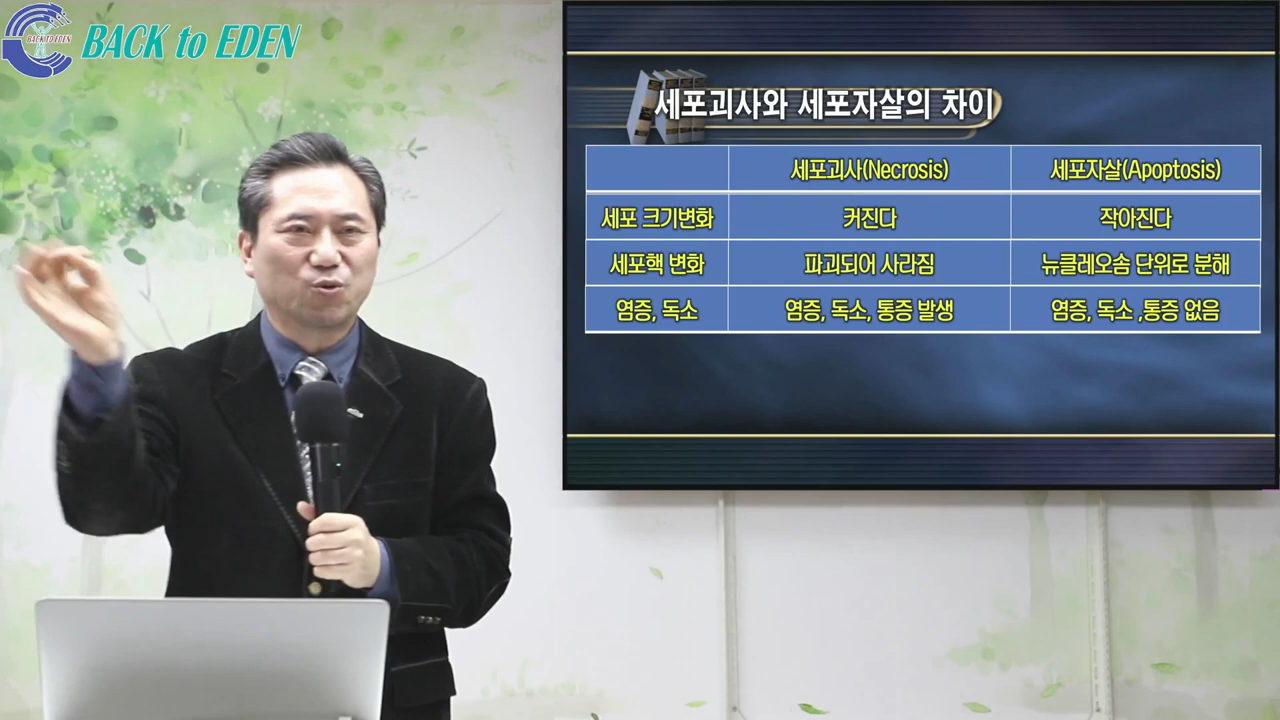 BACK TO EDEN
BACK to EDEN
세포괴사와 세포자살의 차이
세포괴사(Necrosis) 세포자살(Apoptosis)
세포 크기변화 커진다 작아진다
세포핵 변화 파괴되어 사라짐 뉴클레오솜 단위로 분해
염증, 독소 염증, 독소, 통증 발생 염증, 독소 ,통증 없음